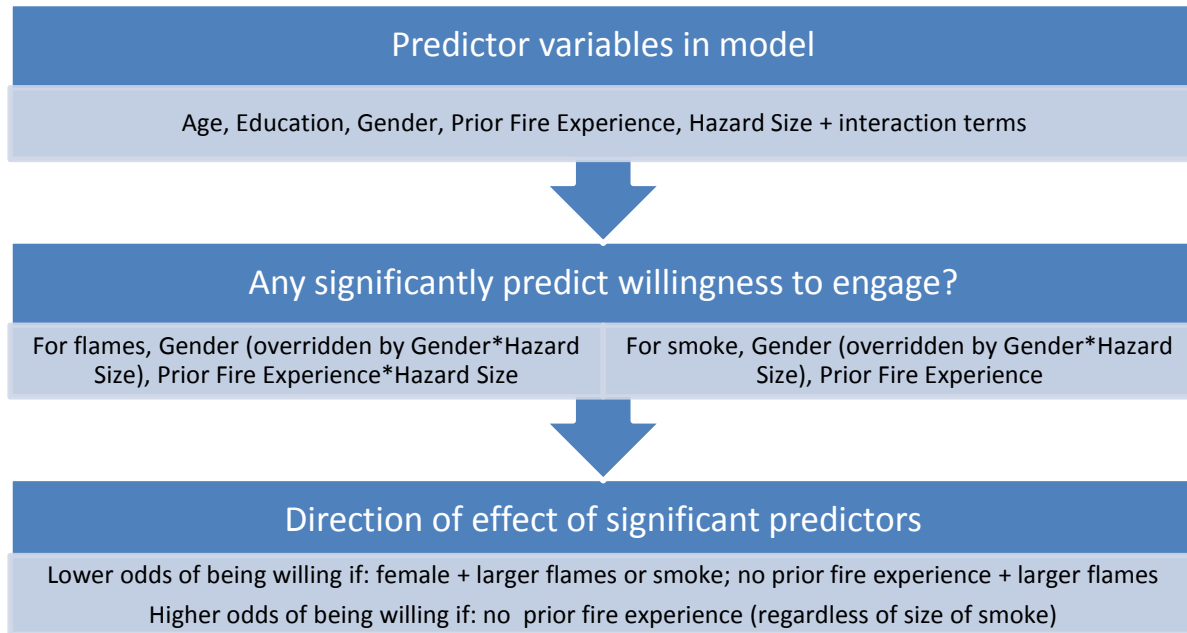 Predictor variables in model
Age, Education, Gender, Prior Fire Experience, Hazard Size + interaction terms
Any significantly predict willingness to engage?
For flames, Gender (overridden by Gender*Hazard
Size), Prior Fire Experience*Hazard Size
For smoke, Gender (overridden by Gender*Hazard
Size), Prior Fire Experience
Direction of effect of significant predictors
Lower odds of being willing if: female + larger flames or smoke; no prior fire experience + larger flames
Higher odds of being willing if: no prior fire experience (regardless of size of smoke)